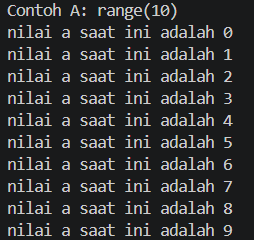 Contoh A: range(10)
nilai a saat ini adalah 0
nilai a saat ini adalah 1
nilai a saat ini adalah 2
nilai a saat ini adalah 3
nilai a saat ini adalah 4
nilai a saat ini adalah 5
nilai a saat ini adalah 6
nilai a saat ini adalah 7
nilai a saat ini adalah 8
nilai a saat ini adalah 9